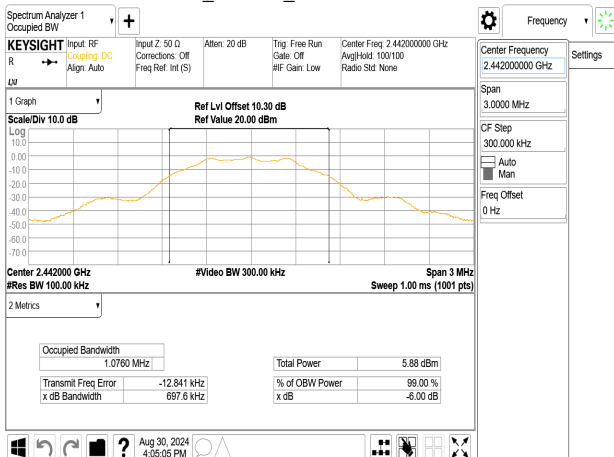 Spectrum Analyzer 1
Occupied BW
+
Frequency
KEYSIGHT
R
LXI
Input: RF
Coupling: DC
Align: Auto
Input Z: 50 Ω
Corrections: Off
Freq Ref: Int (S)
Atten: 20 dB
Trig: Free Run
Gate: Off
#IF Gain: Low
Center Freq: 2.442000000 GHz
Avg|Hold: 100/100
Radio Std: None
Center Frequency
2.442000000 GHz
Settings
Span
3.0000 MHz
CF Step
300.000 kHz
Auto
Man
Freq Offset
0 Hz
1 Graph
Scale/Div 10.0 dB
Ref Lvl Offset 10.30 dB
Ref Value 20.00 dBm
Log
10.0
0.00
-10.0
-20.0
-30.0
-40.0
-50.0
-60.0
-70.0
Center 2.442000 GHz
#Res BW 100.00 kHz
#Video BW 300.00 kHz
Span 3 MHz
Sweep 1.00 ms (1001 pts)
2 Metrics
Occupied Bandwidth
1.0760 MHz
Total Power 5.88 dBm
Transmit Freq Error -12.841 kHz
% of OBW Power 99.00 %
x dB Bandwidth 697.6 kHz
x dB -6.00 dB
?
Aug 30, 2024
4:05:05 PM